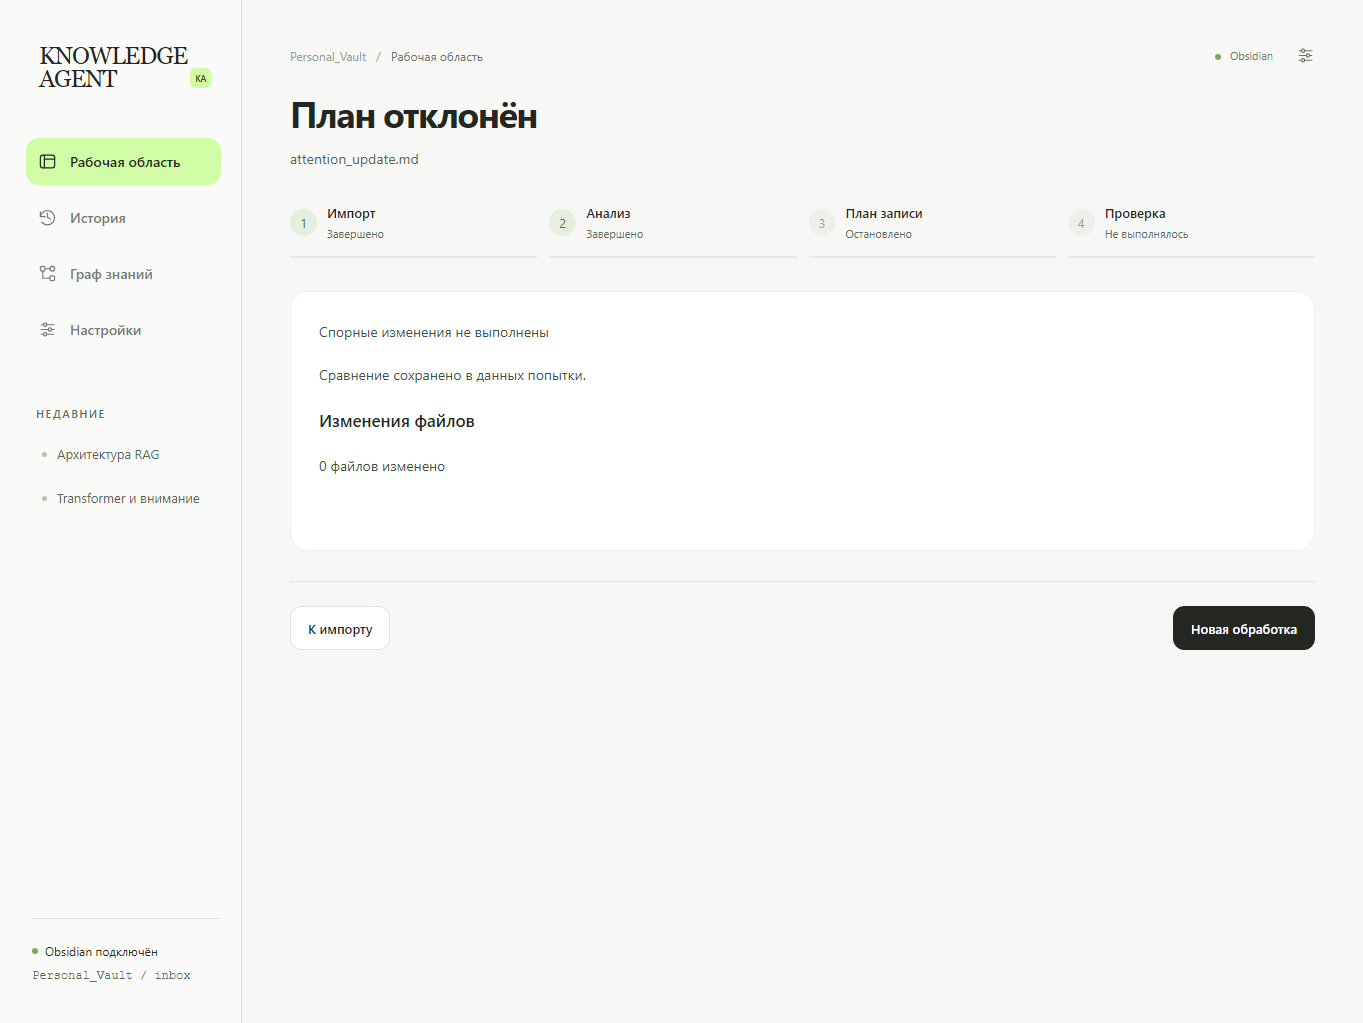 KNOWLEDGE
AGENT
KA
Рабочая область
История
Граф знаний
Настройки
НЕДАВНИЕ
Архитектура RAG
Transformer и внимание
Obsidian подключён
Personal_Vault / inbox
Personal_Vault / Рабочая область
Obsidian
План отклонён
attention_update.md
1 Импорт
Завершено
2 Анализ
Завершено
3 План записи
Остановлено
4 Проверка
Не выполнялось
Спорные изменения не выполнены
Сравнение сохранено в данных попытки.
Изменения файлов
0 файлов изменено
К импорту
Новая обработка